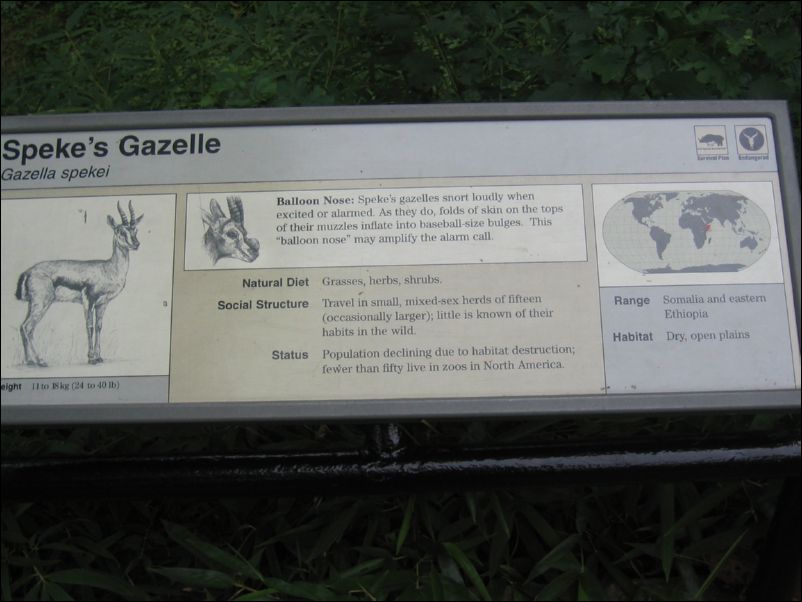 Speke's Gazelle
Gazella spekei
Survival Plan
Endangered
Balloon Nose: Speke's gazelles snort loudly when
excited or alarmed. As they do, folds of skin on the tops
of their muzzles inflate into baseball-size bulges. This
"balloon nose" may amplify the alarm call.
Natural Diet Grasses, herbs, shrubs.
Social Structure Travel in small, mixed-sex herds of fifteen
(occasionally larger); little is known of their
habits in the wild.
Status Population declining due to habitat destruction;
fewer than fifty live in zoos in North America.
Range Somalia and eastern
Ethiopia
Habitat Dry, open plains
eight 11 to 18 kg (24 to 40 lb)